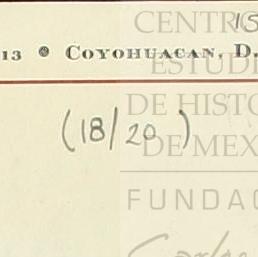 CENTR
15
13 • COYOHUACAN, D.
ESTUDI
DE HISTO
(18/20)
DE MEX
FUNDAC